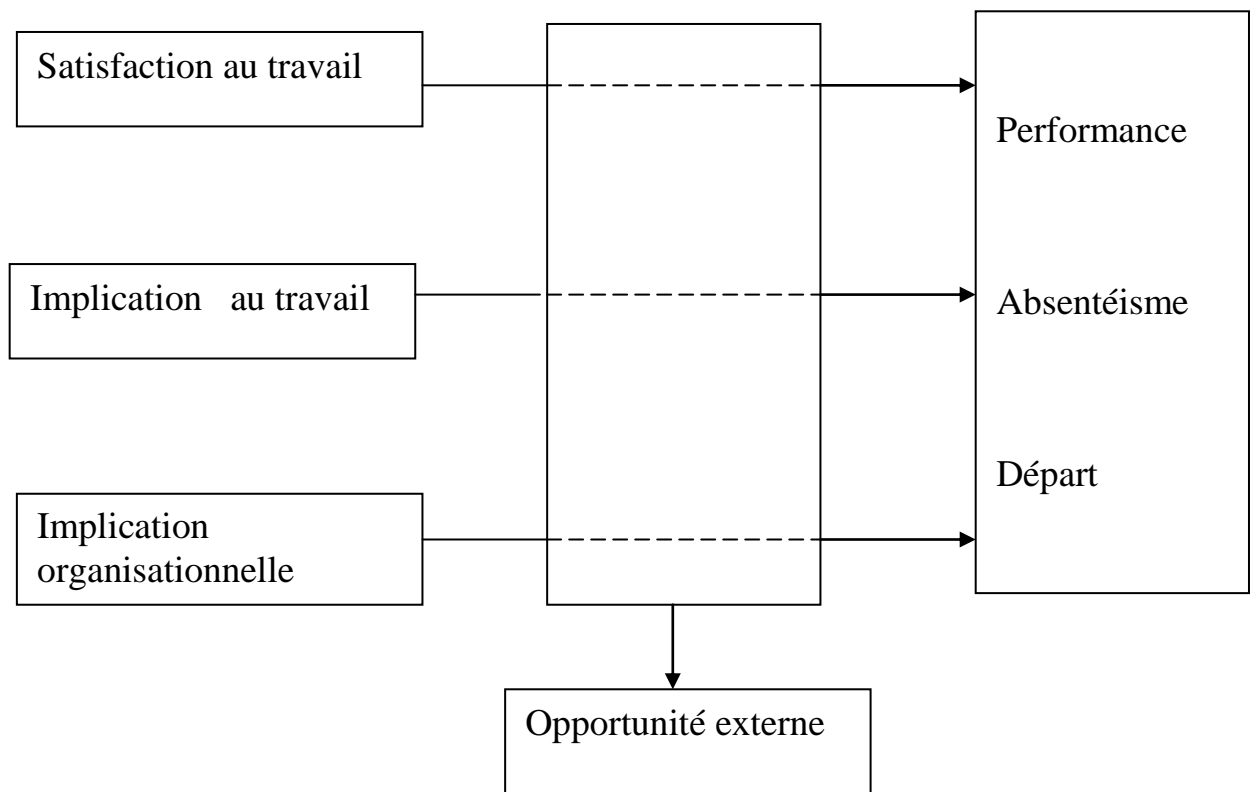 Satisfaction au travail
Performance
Implication au travail
Absentéisme
Départ
Implication
organisationnelle
Opportunité externe